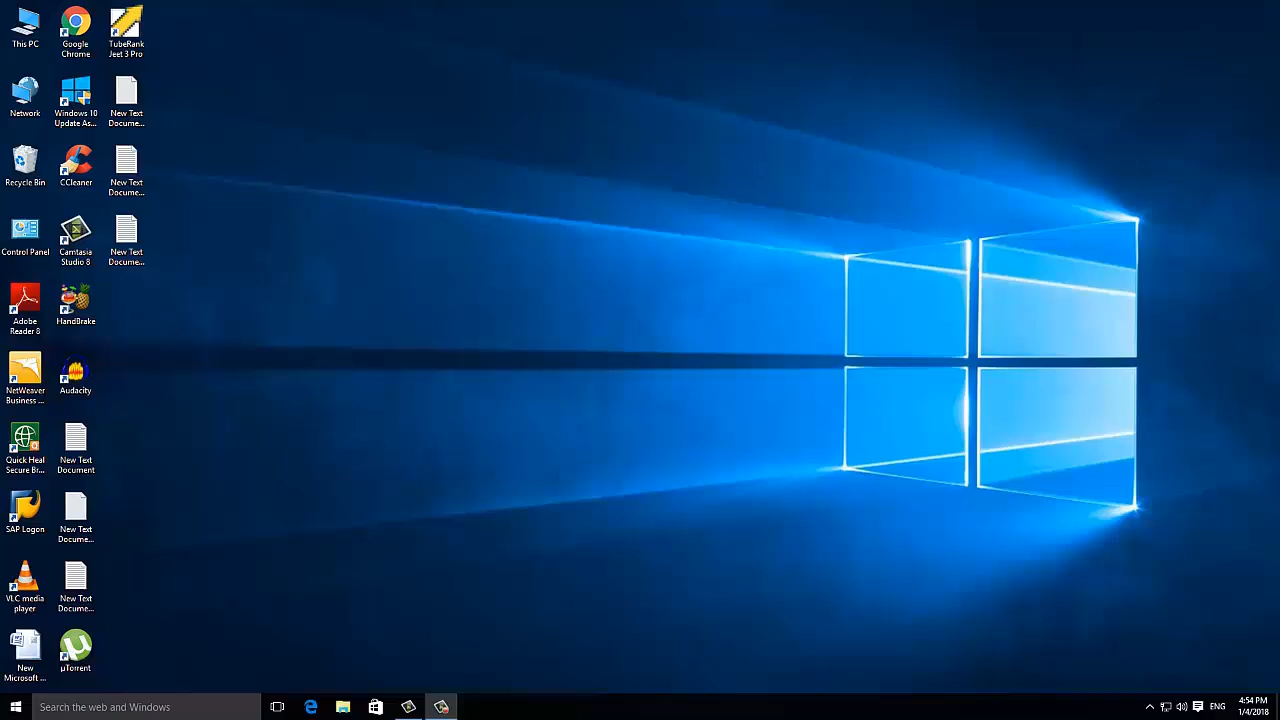 This PC
Google
Chrome
TubeRank
Jeet 3 Pro
Network
Windows 10
Update As...
New Text
Docume...
Recycle Bin
CCleaner
New Text
Docume...
Control Panel
Camtasia
Studio 8
New Text
Docume...
Adobe
Reader 8
HandBrake
NetWeaver
Business ...
Audacity
Quick Heal
Secure Br...
New Text
Document
SAP Logon
New Text
Docume...
VLC media
player
New Text
Docume...
New
Microsoft ...
µTorrent
Search the web and Windows
ENG
4:54 PM
1/4/2018